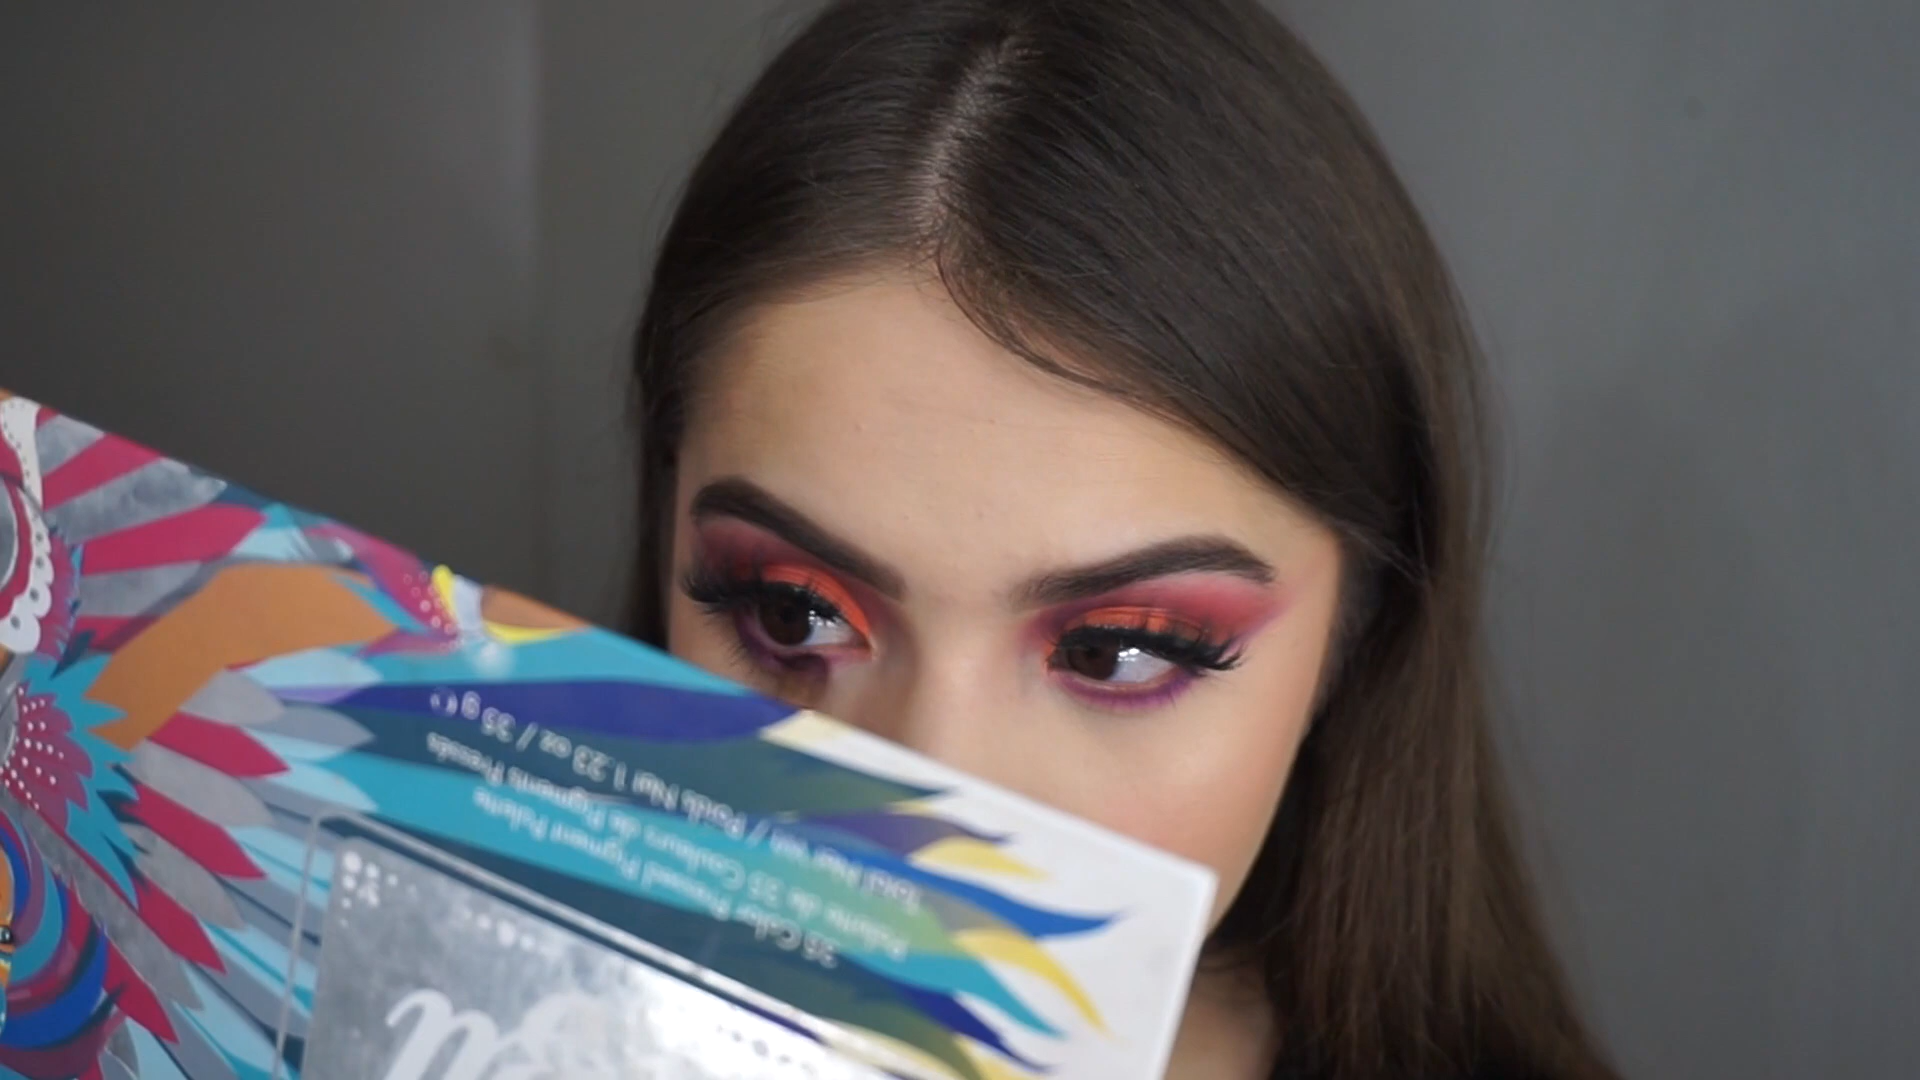 35 Color Pressed Pigment Palette
Palette de 35 Couleurs de Pigments Pressés
Total Net Wt / Poids Net 1.23 oz / 35 g